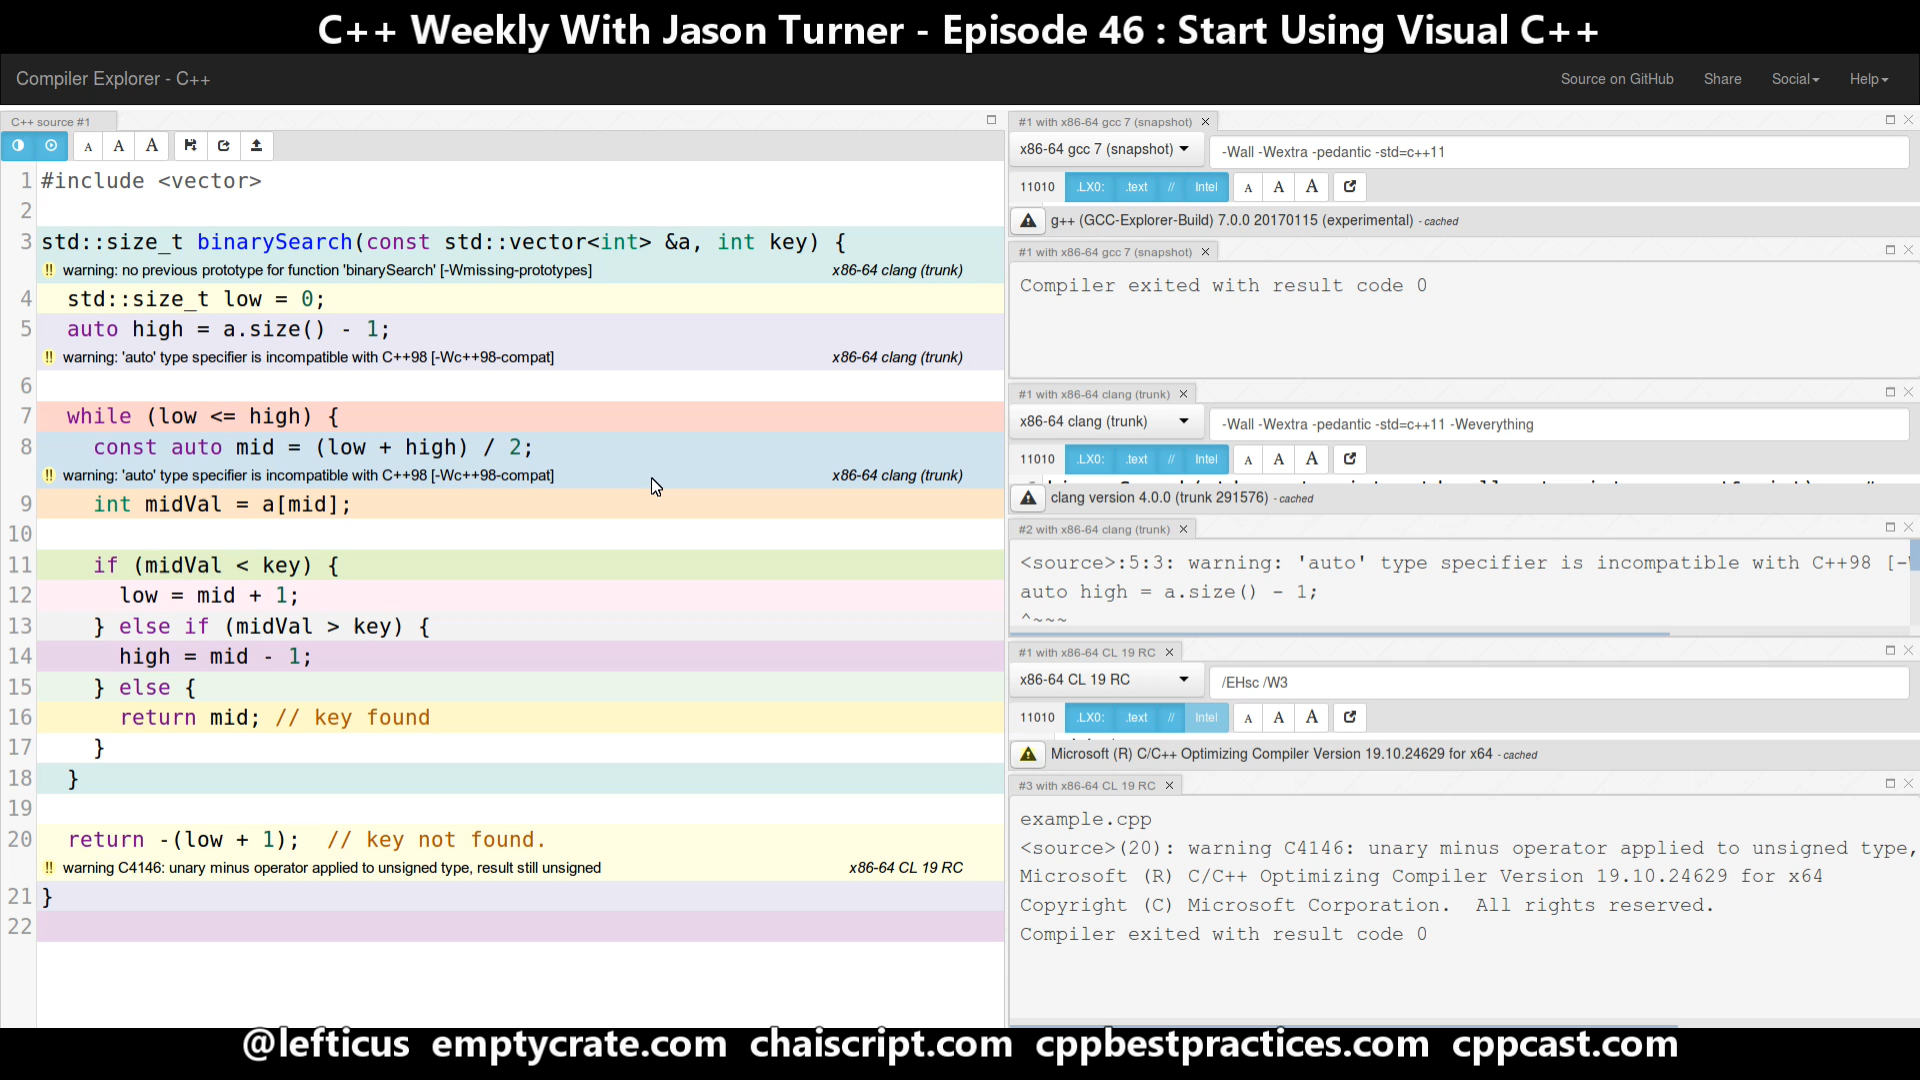 C++ Weekly With Jason Turner - Episode 46 : Start Using Visual C++
Compiler Explorer - C++
Source on GitHub Share Social Help
C++ source #1
A A A
1 #include <vector>
2
3 std::size_t binarySearch(const std::vector<int> &a, int key) {
!! warning: no previous prototype for function 'binarySearch' [-Wmissing-prototypes] x86-64 clang (trunk)
4 std::size_t low = 0;
5 auto high = a.size() - 1;
!! warning: 'auto' type specifier is incompatible with C++98 [-Wc++98-compat] x86-64 clang (trunk)
6
7 while (low <= high) {
8 const auto mid = (low + high) / 2;
!! warning: 'auto' type specifier is incompatible with C++98 [-Wc++98-compat] x86-64 clang (trunk)
9 int midVal = a[mid];
10
11 if (midVal < key) {
12 low = mid + 1;
13 } else if (midVal > key) {
14 high = mid - 1;
15 } else {
16 return mid; // key found
17 }
18 }
19
20 return -(low + 1); // key not found.
!! warning C4146: unary minus operator applied to unsigned type, result still unsigned x86-64 CL 19 RC
21 }
22
#1 with x86-64 gcc 7 (snapshot)
x86-64 gcc 7 (snapshot) -Wall -Wextra -pedantic -std=c++11
11010 .LX0: .text // Intel A A A
g++ (GCC-Explorer-Build) 7.0.0 20170115 (experimental) - cached
#1 with x86-64 gcc 7 (snapshot)
Compiler exited with result code 0
#1 with x86-64 clang (trunk)
x86-64 clang (trunk) -Wall -Wextra -pedantic -std=c++11 -Weverything
11010 .LX0: .text // Intel A A A
clang version 4.0.0 (trunk 291576) - cached
#2 with x86-64 clang (trunk)
<source>:5:3: warning: 'auto' type specifier is incompatible with C++98 [-
auto high = a.size() - 1;
^~~~
#1 with x86-64 CL 19 RC
x86-64 CL 19 RC /EHsc /W3
11010 .LX0: .text // Intel A A A
Microsoft (R) C/C++ Optimizing Compiler Version 19.10.24629 for x64 - cached
#3 with x86-64 CL 19 RC
example.cpp
<source>(20): warning C4146: unary minus operator applied to unsigned type,
Microsoft (R) C/C++ Optimizing Compiler Version 19.10.24629 for x64
Copyright (C) Microsoft Corporation. All rights reserved.
Compiler exited with result code 0
@lefticus emptycrate.com chaiscript.com cppbestpractices.com cppcast.com